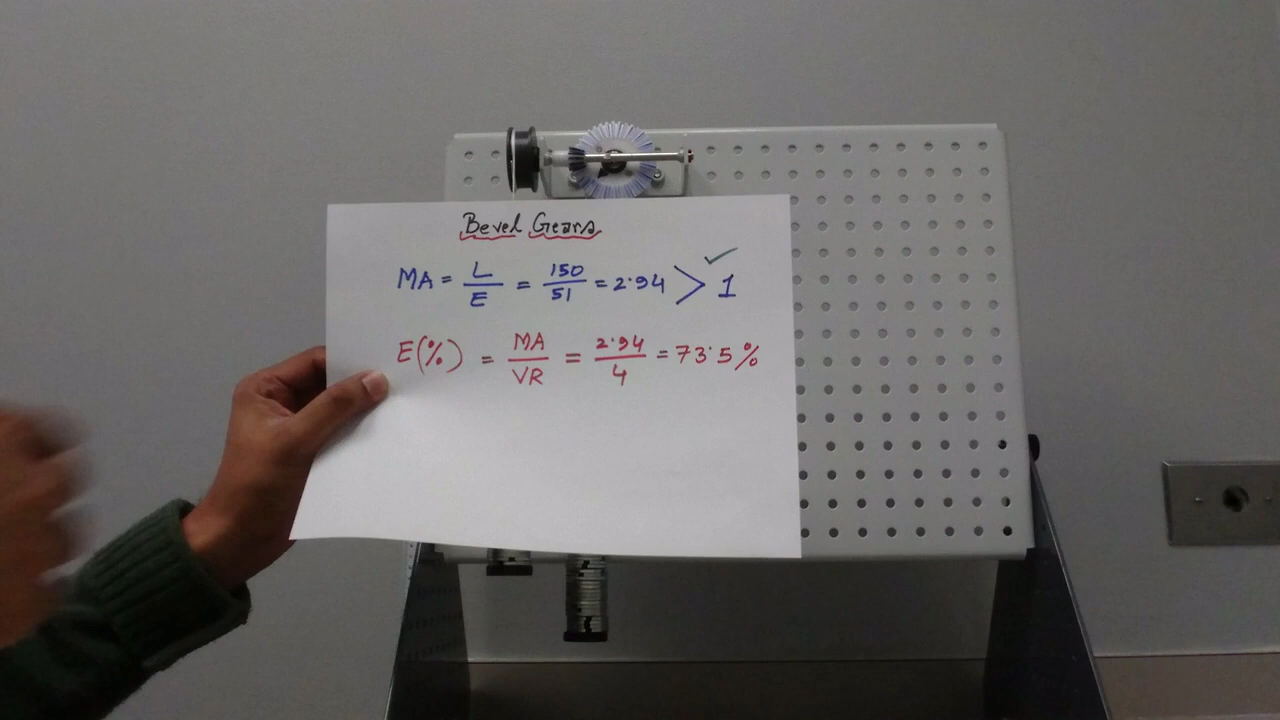 Bevel Gears
MA = L/E = 150/51 = 2.94 > 1 ✓
E(%) = MA/VR = 2.94/4 = 73.5%